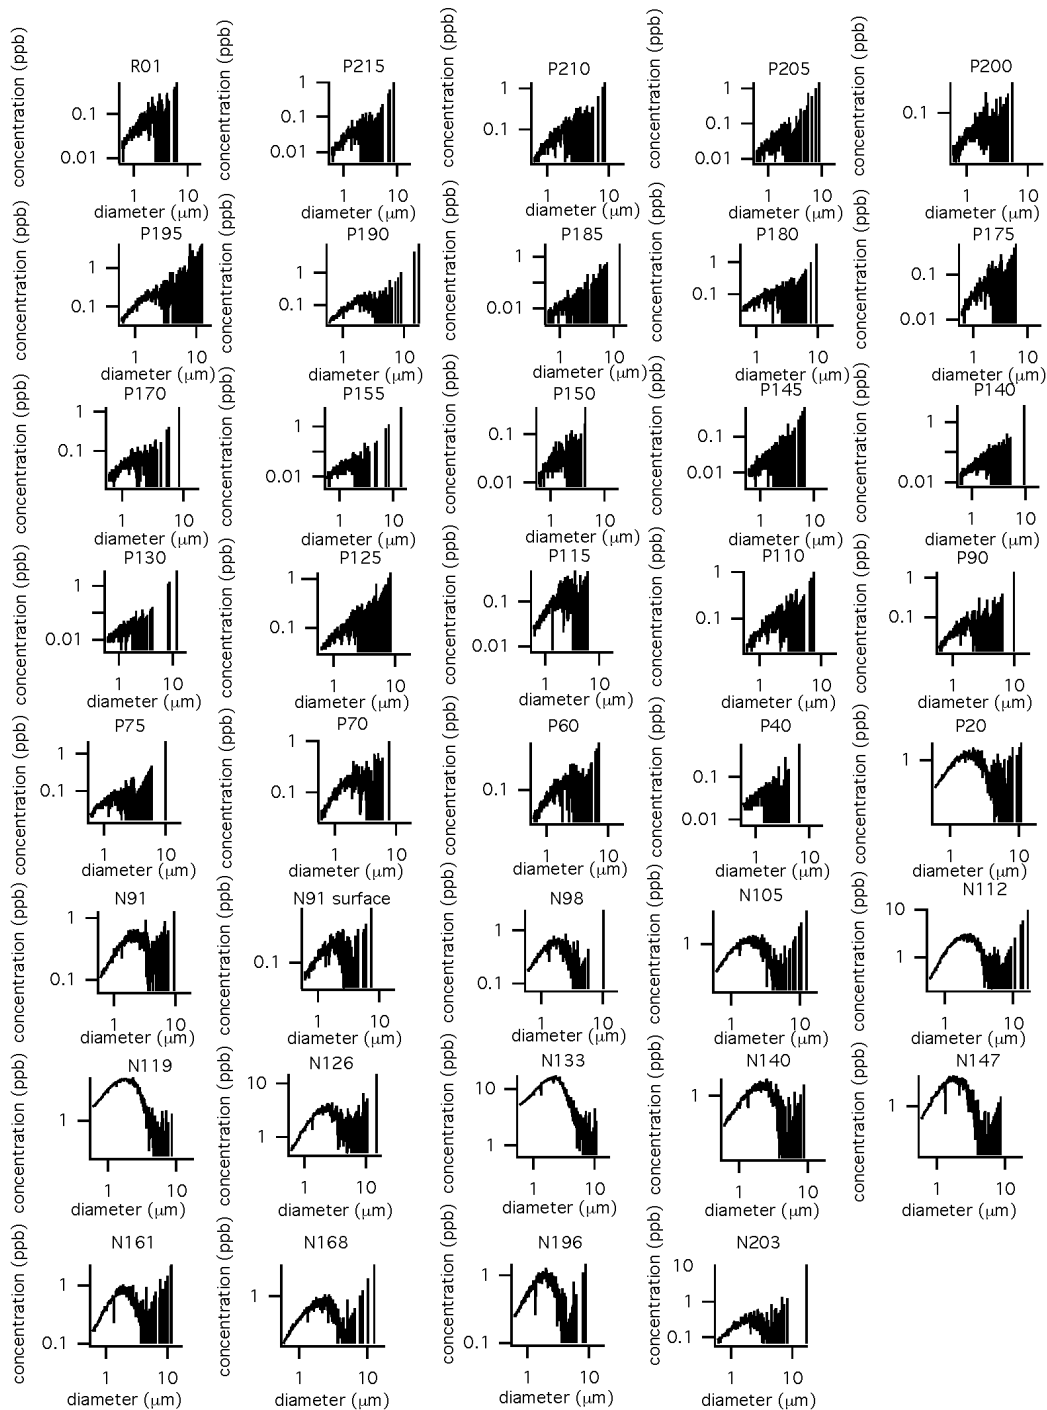 concentration (ppb) concentration (ppb) concentration (ppb) concentration (ppb) concentration (ppb)
R01 P215 P210 P205 P200
0.1
0.01
1
0.1
0.01
1
0.1
1
0.1
0.01
0.1
1 10 1 10 1 10 1 10 1 10
diameter (μm) diameter (μm) diameter (μm) diameter (μm) diameter (μm)
concentration (ppb) concentration (ppb) concentration (ppb) concentration (ppb) concentration (ppb)
P195 P190 P185 P180 P175
1
0.1
1
0.1
1
0.01
1
0.1
0.1
0.01
1 10 1 10 1 10 1 10 1 10
diameter (μm) diameter (μm) diameter (μm) diameter (μm) diameter (μm)
concentration (ppb) concentration (ppb) concentration (ppb) concentration (ppb) concentration (ppb)
P170 P155 P150 P145 P140
1
0.1
1
0.01
0.1
0.01
0.1
0.01
1
0.01
1 10 1 10 1 10 1 10 1 10
diameter (μm) diameter (μm) diameter (μm) diameter (μm) diameter (μm)
concentration (ppb) concentration (ppb) concentration (ppb) concentration (ppb) concentration (ppb)
P130 P125 P115 P110 P90
1
0.01
1
0.1
0.1
0.01
1
0.1
1
0.1
1 10 1 10 1 10 1 10 1 10
diameter (μm) diameter (μm) diameter (μm) diameter (μm) diameter (μm)
concentration (ppb) concentration (ppb) concentration (ppb) concentration (ppb) concentration (ppb)
P75 P70 P60 P40 P20
1
0.1
1
0.1
0.1
0.1
0.01
1
1 10 1 10 1 10 1 10 1 10
diameter (μm) diameter (μm) diameter (μm) diameter (μm) diameter (μm)
concentration (ppb) concentration (ppb) concentration (ppb) concentration (ppb) concentration (ppb)
N91 N91 surface N98 N105 N112
1
0.1
0.1
1
0.1
1
10
1
1 10 1 10 1 10 1 10 1 10
diameter (μm) diameter (μm) diameter (μm) diameter (μm) diameter (μm)
concentration (ppb) concentration (ppb) concentration (ppb) concentration (ppb) concentration (ppb)
N119 N126 N133 N140 N147
1
10
1
10
1
1
1
1 10 1 10 1 10 1 10 1 10
diameter (μm) diameter (μm) diameter (μm) diameter (μm) diameter (μm)
concentration (ppb) concentration (ppb) concentration (ppb) concentration (ppb)
N161 N168 N196 N203
1
0.1
1
1
0.1
10
1
0.1
1 10 1 10 1 10 1 10
diameter (μm) diameter (μm) diameter (μm) diameter (μm)